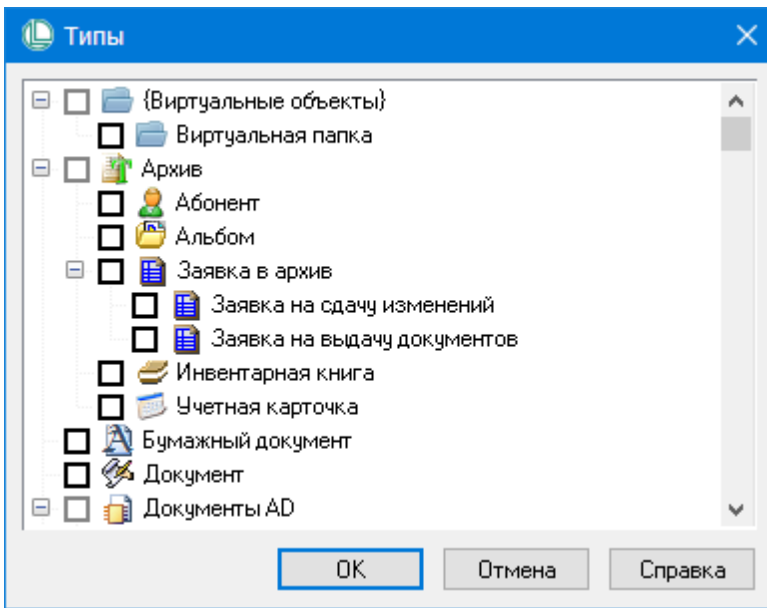 Типы
{Виртуальные объекты}
Виртуальная папка
Архив
Абонент
Альбом
Заявка в архив
Заявка на сдачу изменений
Заявка на выдачу документов
Инвентарная книга
Учетная карточка
Бумажный документ
Документ
Документы AD
OK Отмена Справка